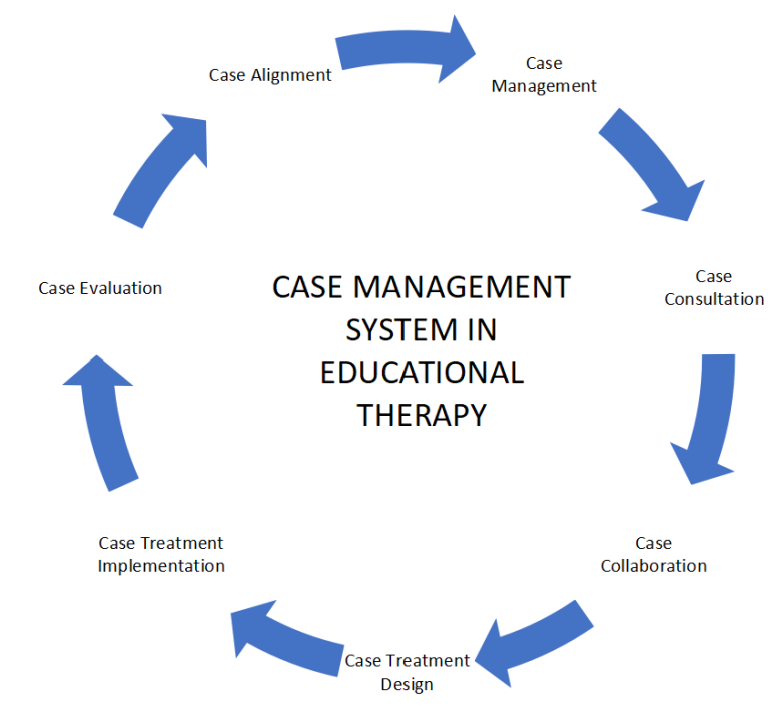 Case Alignment
Case
Management
Case
Consultation
Case
Collaboration
Case Treatment
Design
Case Treatment
Implementation
Case Evaluation
CASE MANAGEMENT
SYSTEM IN
EDUCATIONAL
THERAPY